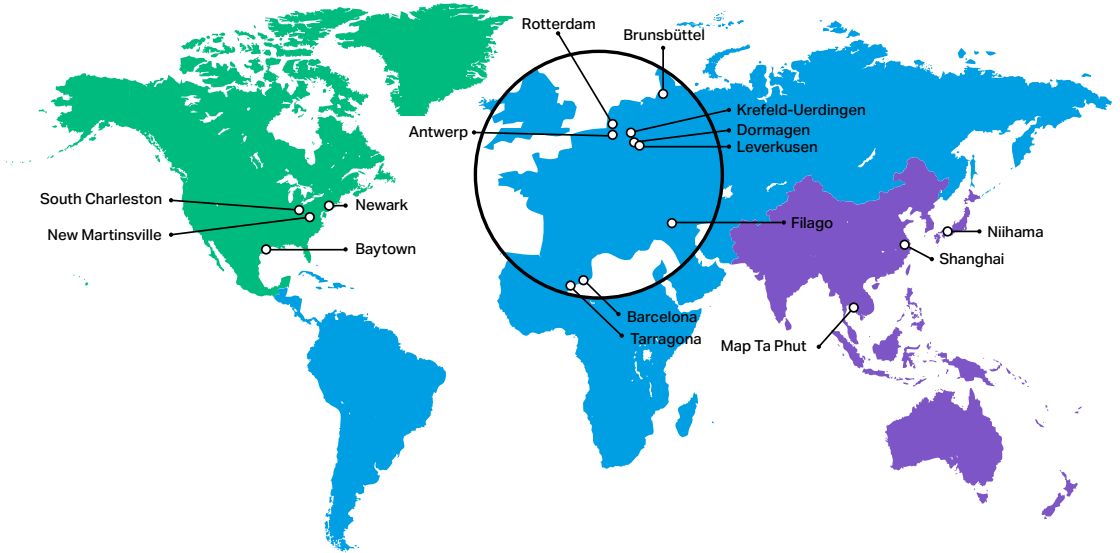 Rotterdam
Brunsbüttel
Krefeld-Uerdingen
Antwerp
Dormagen
Leverkusen
South Charleston
Newark
New Martinsville
Filago
Niihama
Baytown
Shanghai
Barcelona
Tarragona
Map Ta Phut